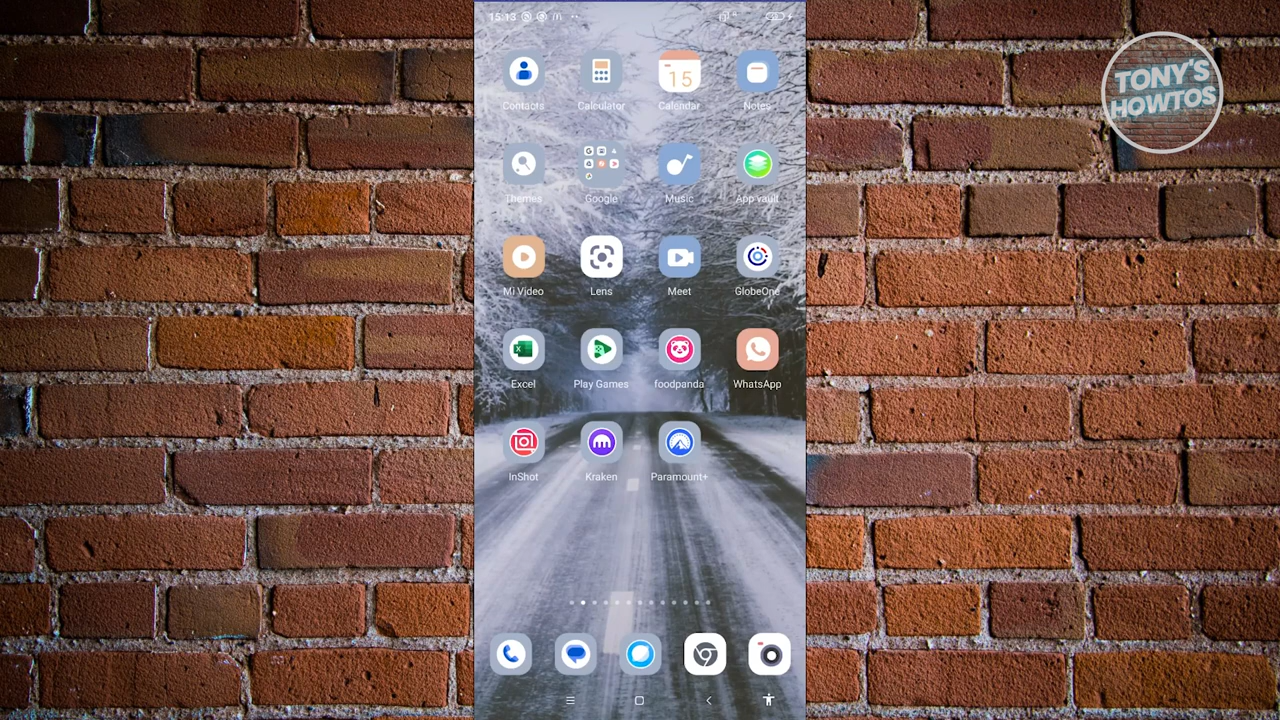 15:13
TONY'S
HOWTOS
Contacts Calculator Calendar Notes
15
Themes Google Music App vault
Mi Video Lens Meet GlobeOne
Excel Play Games foodpanda WhatsApp
InShot Kraken Paramount+